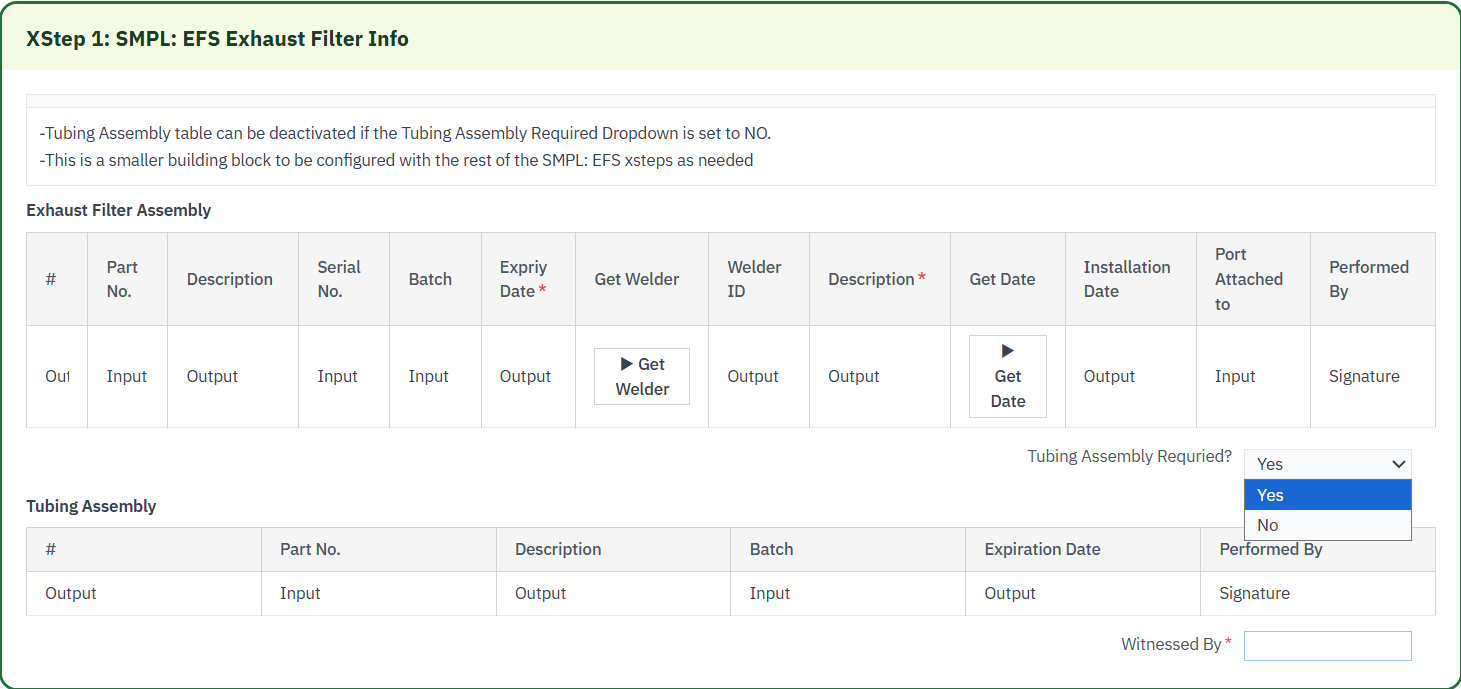 XStep 1: SMPL: EFS Exhaust Filter Info
-Tubing Assembly table can be deactivated if the Tubing Assembly Required Dropdown is set to NO.
-This is a smaller building block to be configured with the rest of the SMPL: EFS xsteps as needed
Exhaust Filter Assembly
# Part No. Description Serial No. Batch Expriy Date * Get Welder Welder ID Description * Get Date Installation Date Port Attached to Performed By
Out Input Output Input Input Output ▶ Get Welder Output Output ▶ Get Date Output Input Signature
Tubing Assembly Requried? Yes
Yes
No
Tubing Assembly
# Part No. Description Batch Expiration Date Performed By
Output Input Output Input Output Signature
Witnessed By *